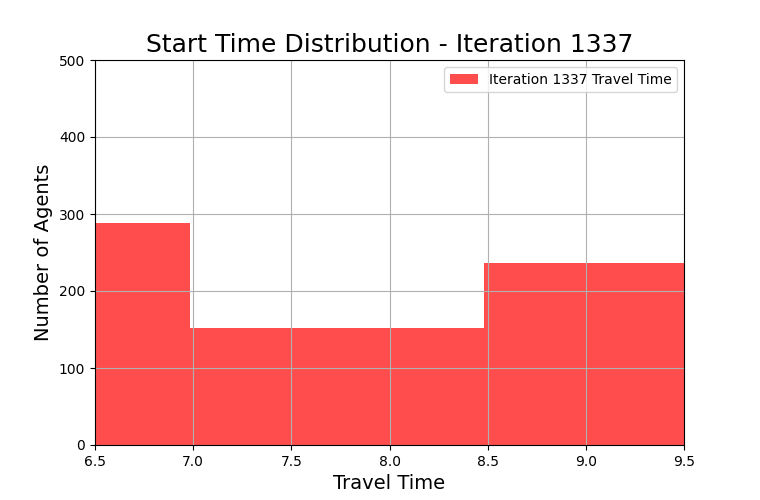 Start Time Distribution - Iteration 1337
Iteration 1337 Travel Time
Number of Agents
500
400
300
200
100
0
6.5 7.0 7.5 8.0 8.5 9.0 9.5
Travel Time